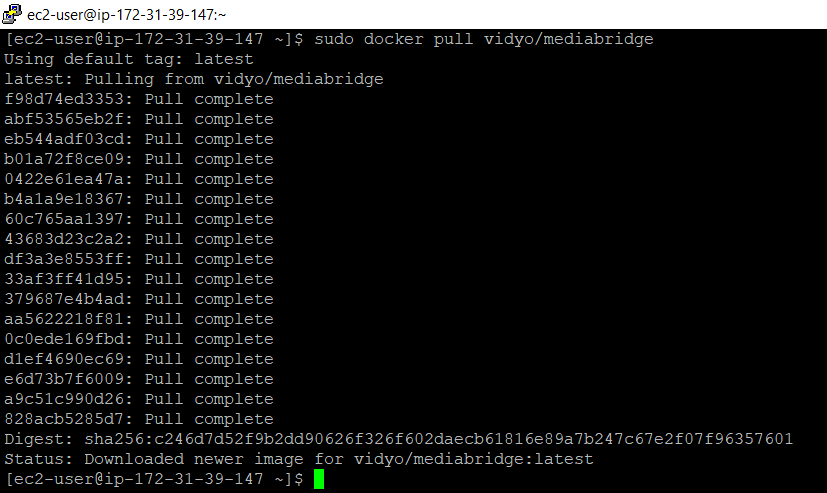 ec2-user@ip-172-31-39-147:~
[ec2-user@ip-172-31-39-147 ~]$ sudo docker pull vidyo/mediabridge
Using default tag: latest
latest: Pulling from vidyo/mediabridge
f98d74ed3353: Pull complete
abf53565eb2f: Pull complete
eb544adf03cd: Pull complete
b01a72f8ce09: Pull complete
0422e61ea47a: Pull complete
b4a1a9e18367: Pull complete
60c765aa1397: Pull complete
43683d23c2a2: Pull complete
df3a3e8553ff: Pull complete
33af3ff41d95: Pull complete
379687e4b4ad: Pull complete
aa5622218f81: Pull complete
0c0ede169fbd: Pull complete
d1ef4690ec69: Pull complete
e6d73b7f6009: Pull complete
a9c51c990d26: Pull complete
828acb5285d7: Pull complete
Digest: sha256:c246d7d52f9b2dd90626f326f602daecb61816e89a7b247c67e2f07f96357601
Status: Downloaded newer image for vidyo/mediabridge:latest
[ec2-user@ip-172-31-39-147 ~]$